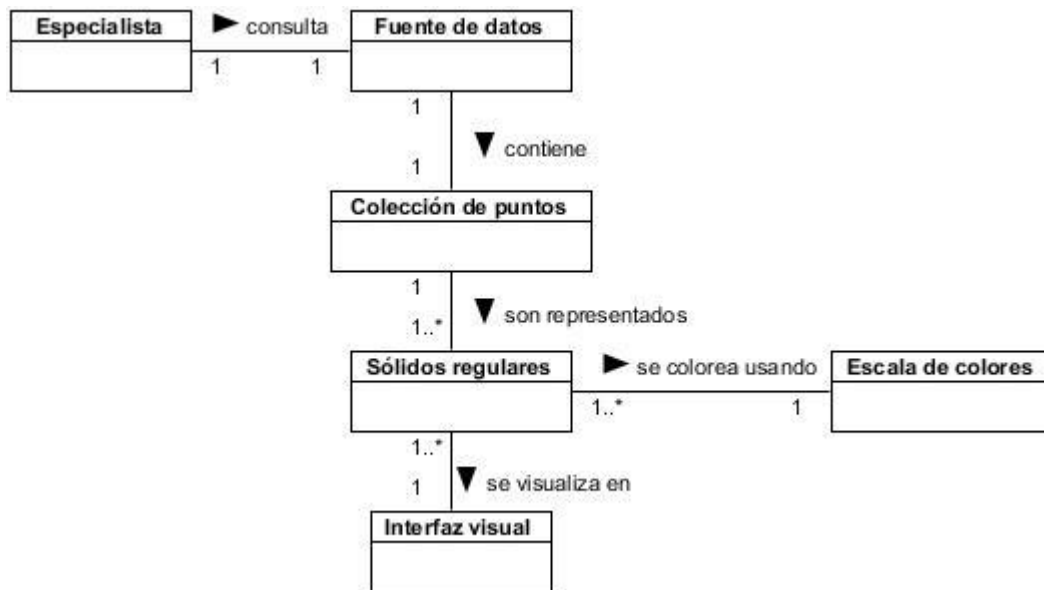 Especialista
consulta
Fuente de datos
1
1
1
contiene
1
Colección de puntos
1
son representados
1..*
Sólidos regulares
se colorea usando
Escala de colores
1..*
1
1..*
se visualiza en
1
Interfaz visual